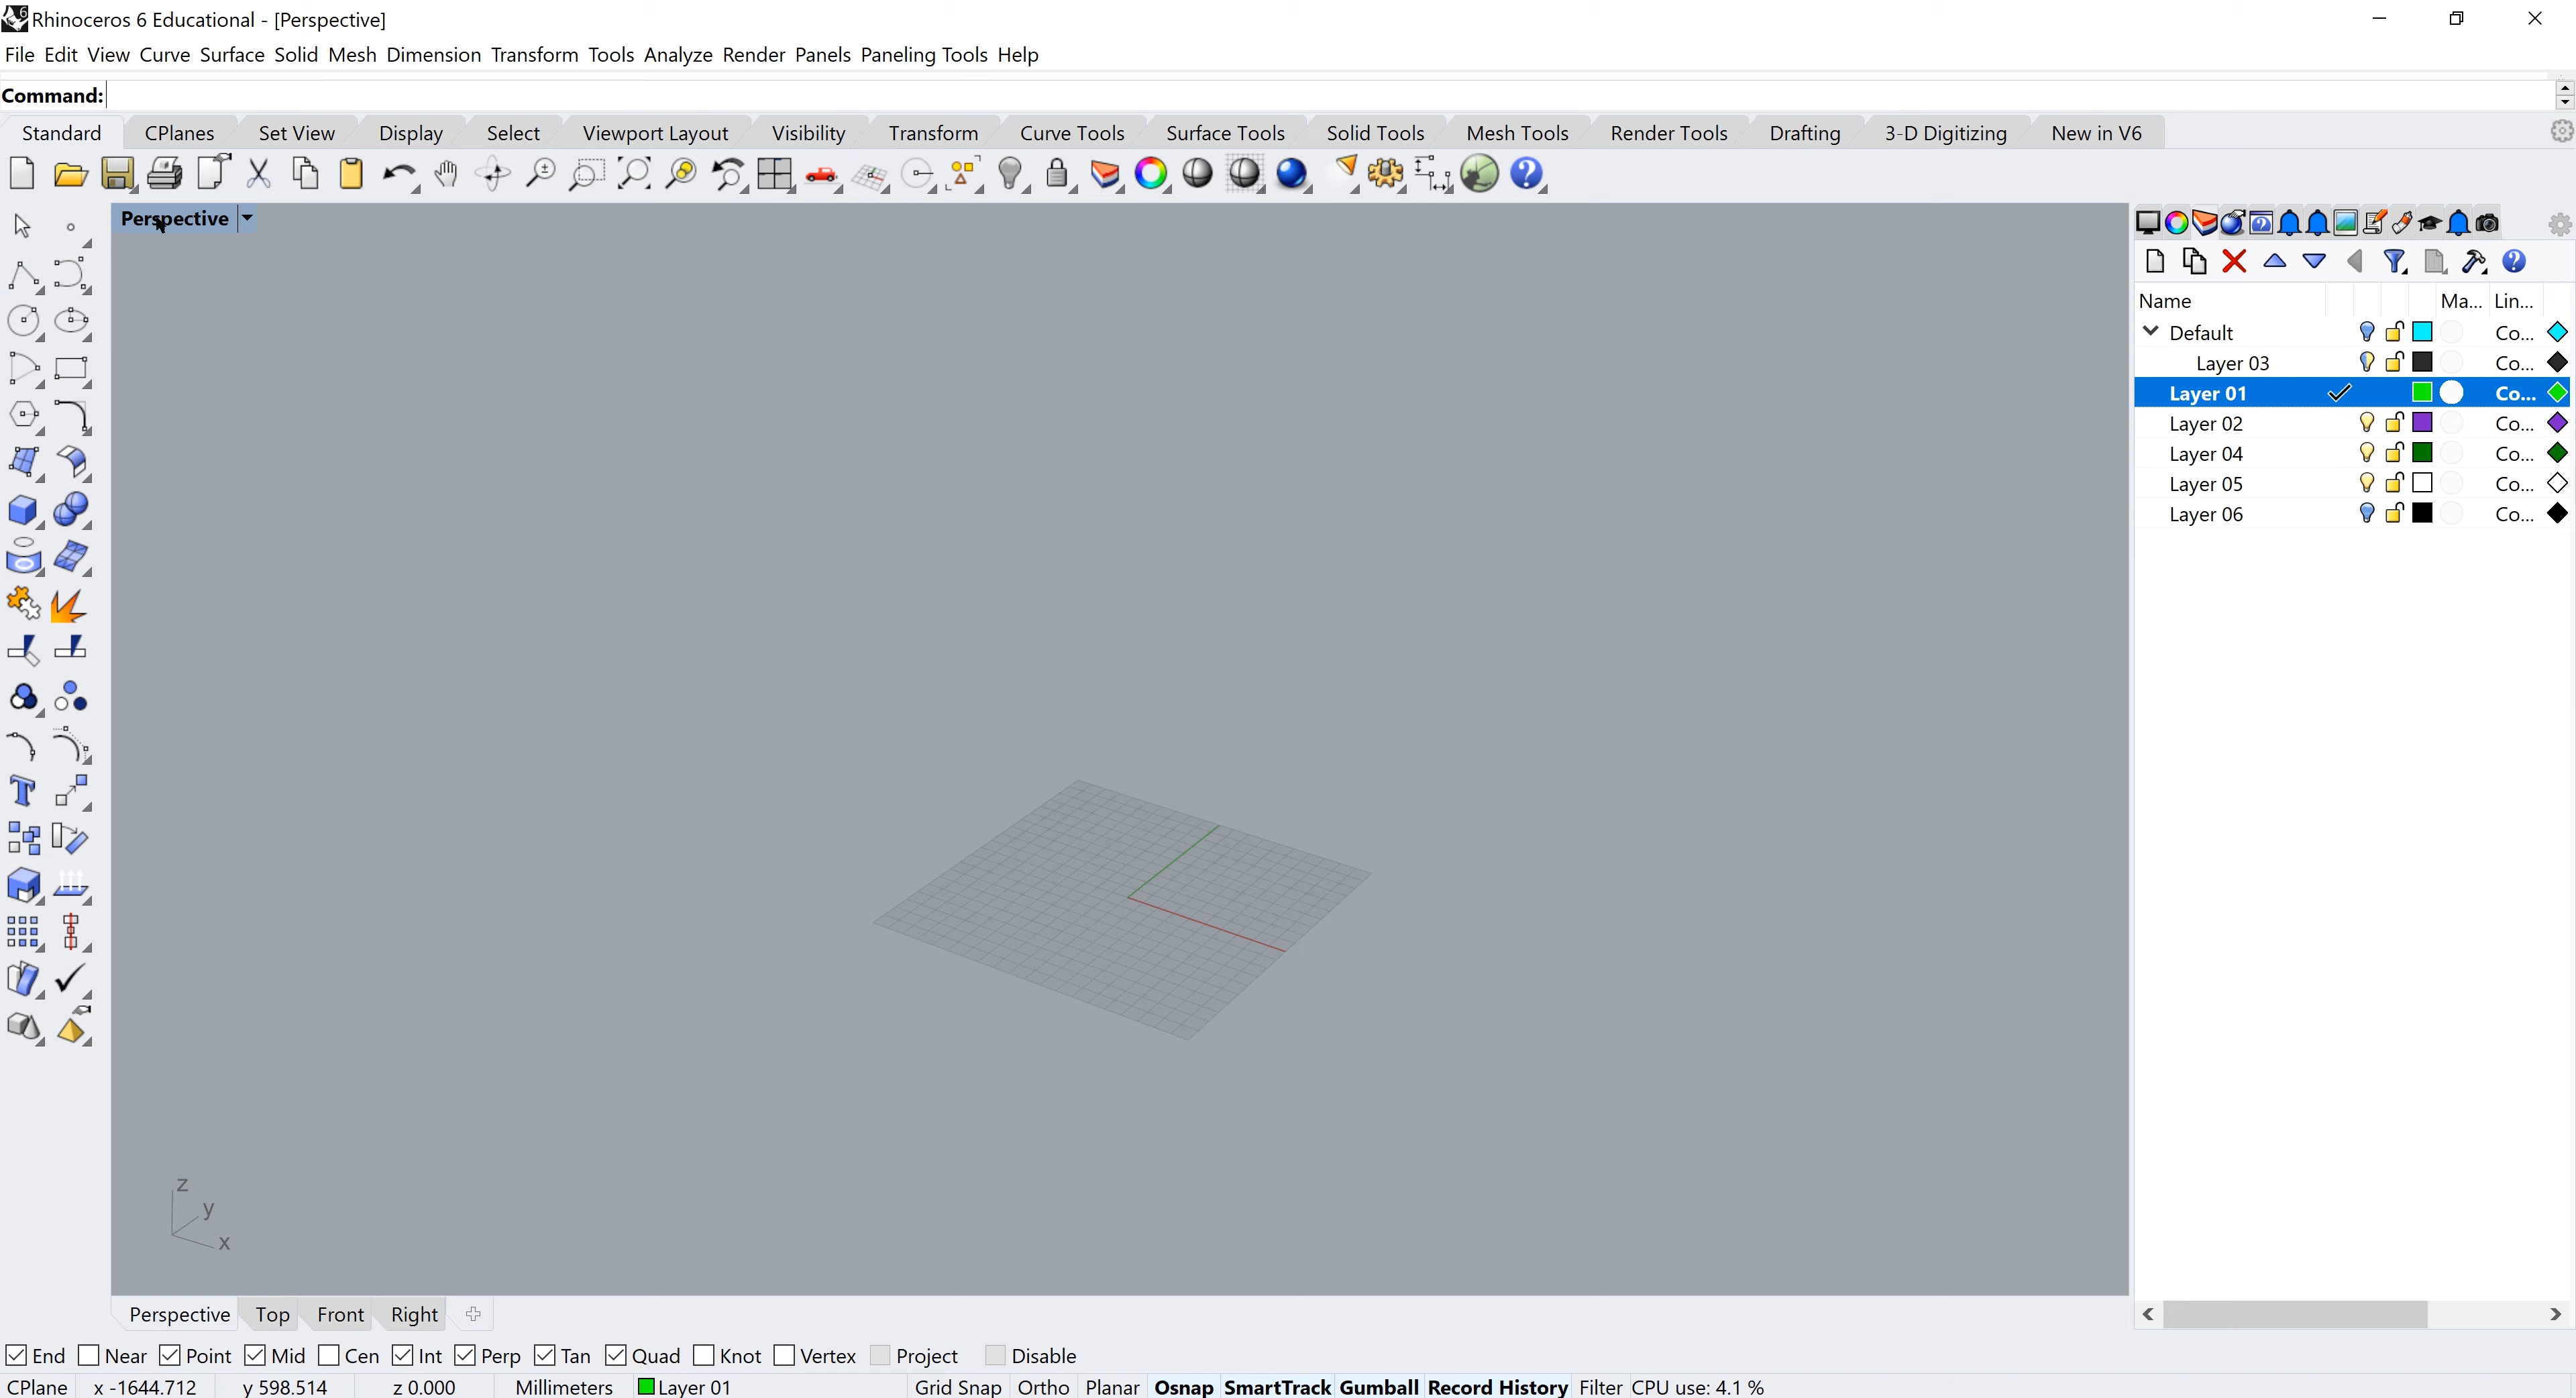 Rhinoceros 6 Educational - [Perspective]
File Edit View Curve Surface Solid Mesh Dimension Transform Tools Analyze Render Panels Paneling Tools Help
Command:
Standard CPlanes Set View Display Select Viewport Layout Visibility Transform Curve Tools Surface Tools Solid Tools Mesh Tools Render Tools Drafting 3-D Digitizing New in V6
Perspective
Name Ma... Lin...
Default Co...
Layer 03 Co...
Layer 01 Co...
Layer 02 Co...
Layer 04 Co...
Layer 05 Co...
Layer 06 Co...
z
y
x
Perspective Top Front Right
End Near Point Mid Cen Int Perp Tan Quad Knot Vertex Project Disable
CPlane x -1644.712 y 598.514 z 0.000 Millimeters Layer 01 Grid Snap Ortho Planar Osnap SmartTrack Gumball Record History Filter CPU use: 4.1 %